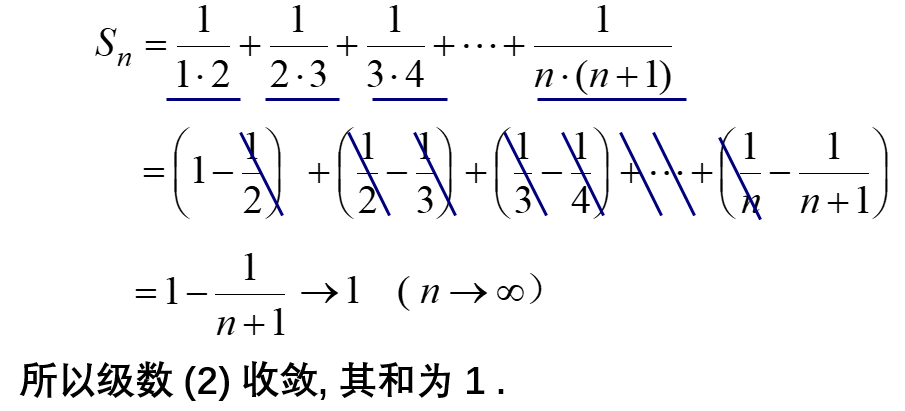 Sn = 1/(1·2) + 1/(2·3) + 1/(3·4) + ··· + 1/(n·(n+1))
= (1 − 1/2) + (1/2 − 1/3) + (1/3 − 1/4) + ··· + (1/n − 1/(n+1))
= 1 − 1/(n+1) → 1 ( n → ∞）
所以级数 (2) 收敛, 其和为 1 .